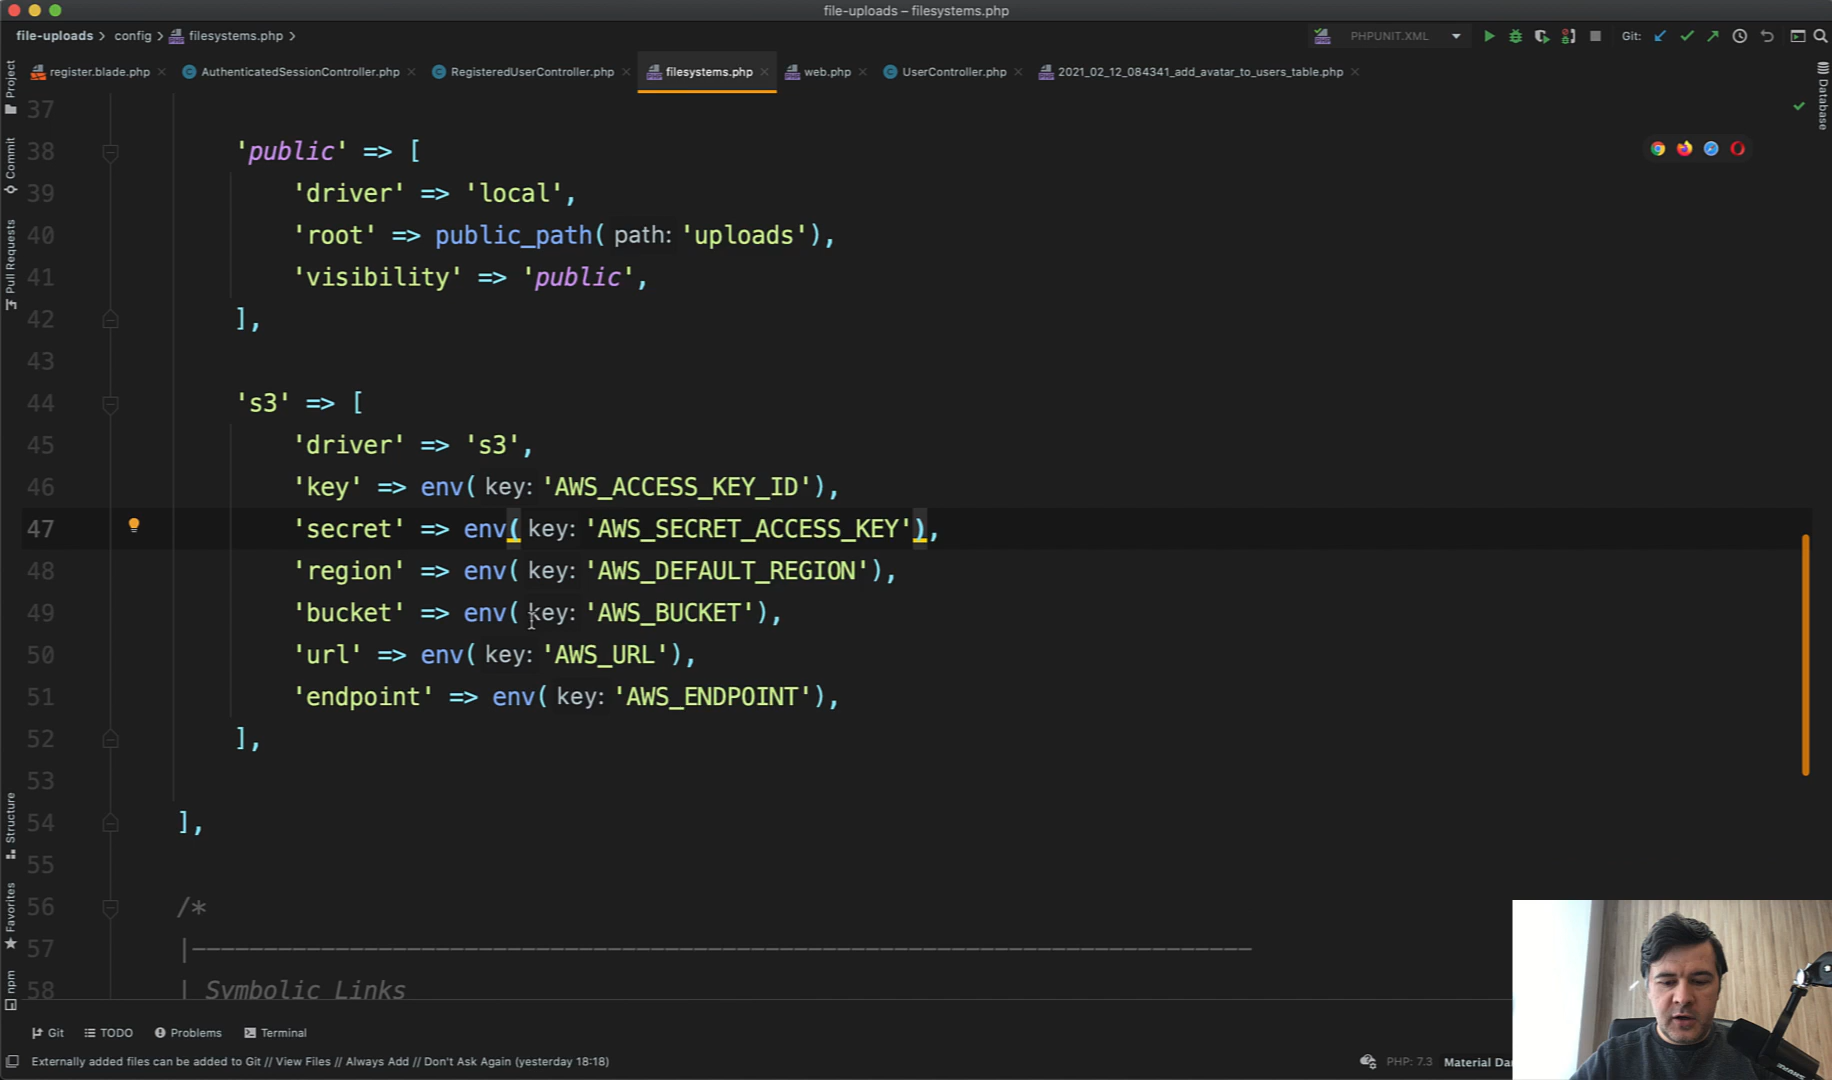 file-uploads – filesystems.php
file-uploads > config > filesystems.php >
PHPUNIT.XML
Git:
register.blade.php
AuthenticatedSessionController.php
RegisteredUserController.php
filesystems.php
web.php
UserController.php
2021_02_12_084341_add_avatar_to_users_table.php
Project
Commit
Pull Requests
Structure
Favorites
npm
Database
37
38 'public' => [
39 'driver' => 'local',
40 'root' => public_path( path: 'uploads'),
41 'visibility' => 'public',
42 ],
43
44 's3' => [
45 'driver' => 's3',
46 'key' => env( key: 'AWS_ACCESS_KEY_ID'),
47 'secret' => env( key: 'AWS_SECRET_ACCESS_KEY'),
48 'region' => env( key: 'AWS_DEFAULT_REGION'),
49 'bucket' => env( key: 'AWS_BUCKET'),
50 'url' => env( key: 'AWS_URL'),
51 'endpoint' => env( key: 'AWS_ENDPOINT'),
52 ],
53
54 ],
55
56 /*
57 |--------------------------------------------------------------------------
58 | Symbolic Links
Git
TODO
Problems
Terminal
Externally added files can be added to Git // View Files // Always Add // Don't Ask Again (yesterday 18:18)
PHP: 7.3
Material